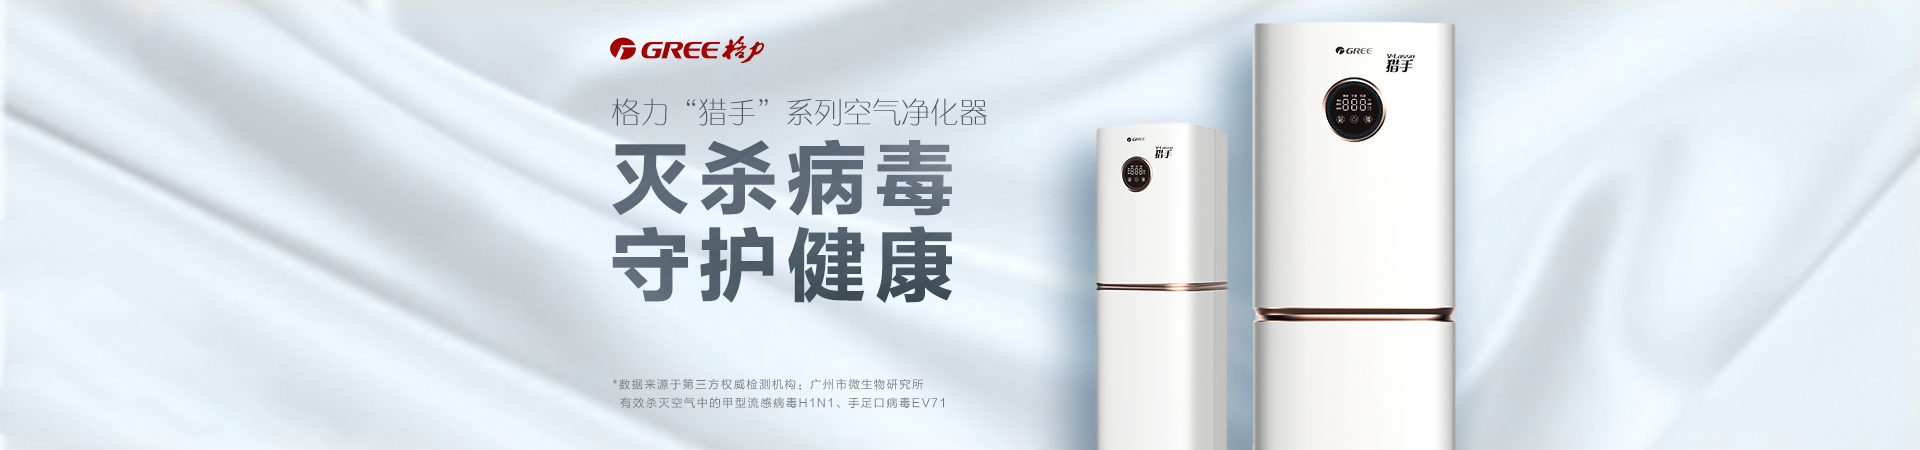 GREE格力
格力“猎手”系列空气净化器
灭杀病毒
守护健康
*数据来源于第三方权威检测机构：广州市微生物研究所
有效杀灭空气中的甲型流感病毒H1N1、手足口病毒EV71
GREE
V-Lasso
猎手
GREE
V-Lasso
猎手